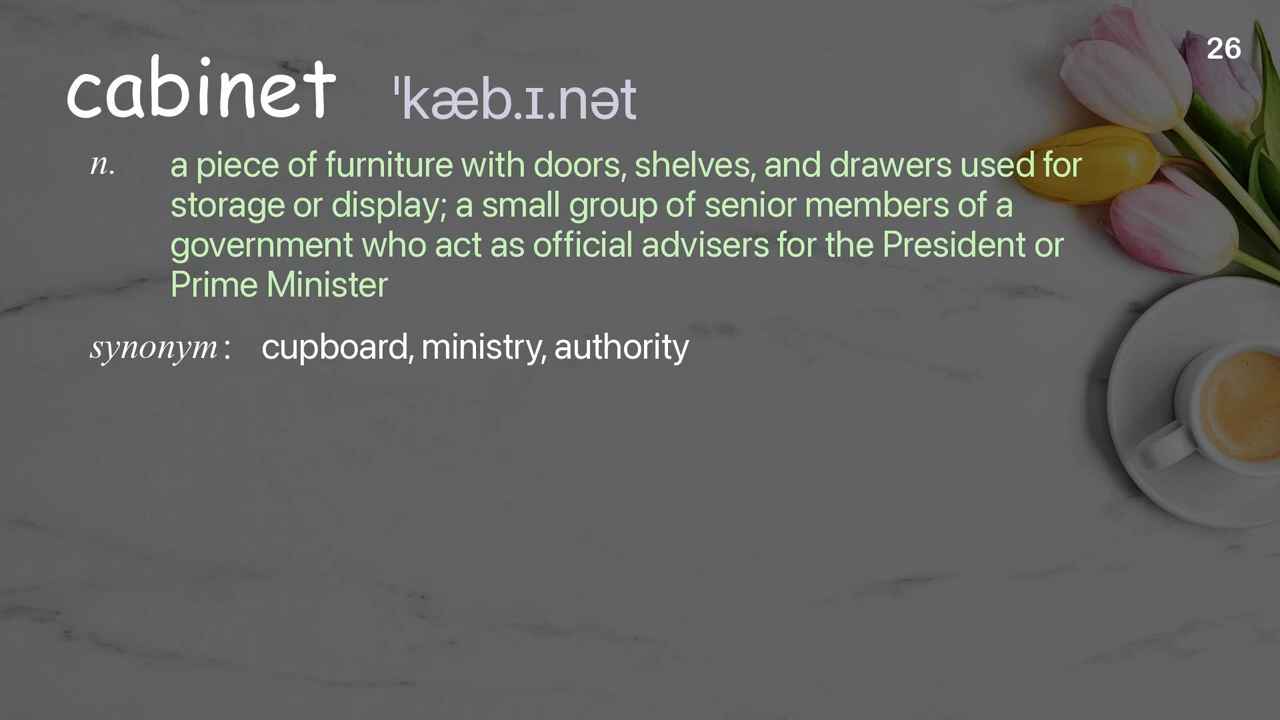 26
cabinet ˈkæb.ɪ.nət
n. a piece of furniture with doors, shelves, and drawers used for
storage or display; a small group of senior members of a
government who act as official advisers for the President or
Prime Minister
synonym: cupboard, ministry, authority